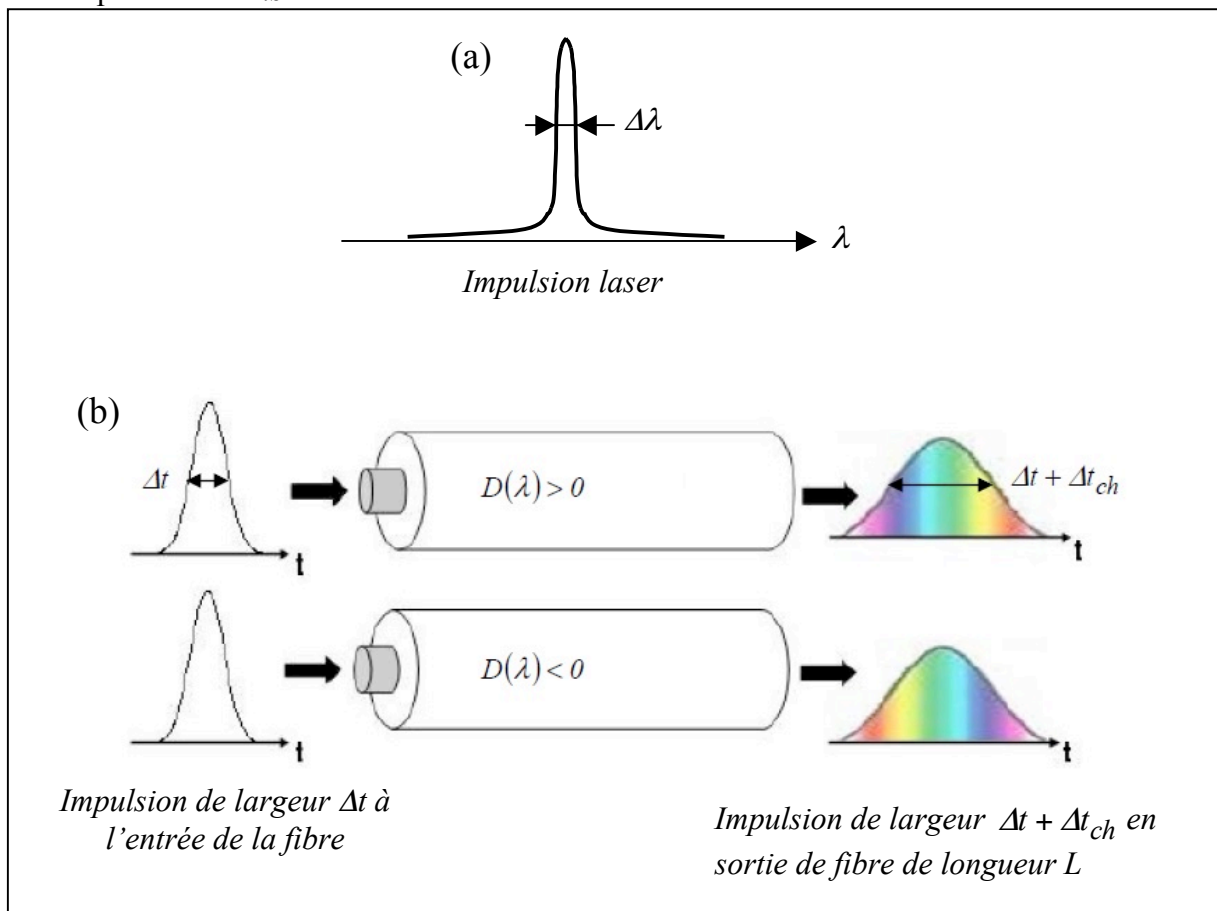 (a)
Δλ
λ
Impulsion laser
(b)
Δt
D(λ) > 0
Δt + Δt_ch
t
t
D(λ) < 0
t
t
Impulsion de largeur Δt à
l'entrée de la fibre
Impulsion de largeur Δt + Δt_ch en
sortie de fibre de longueur L